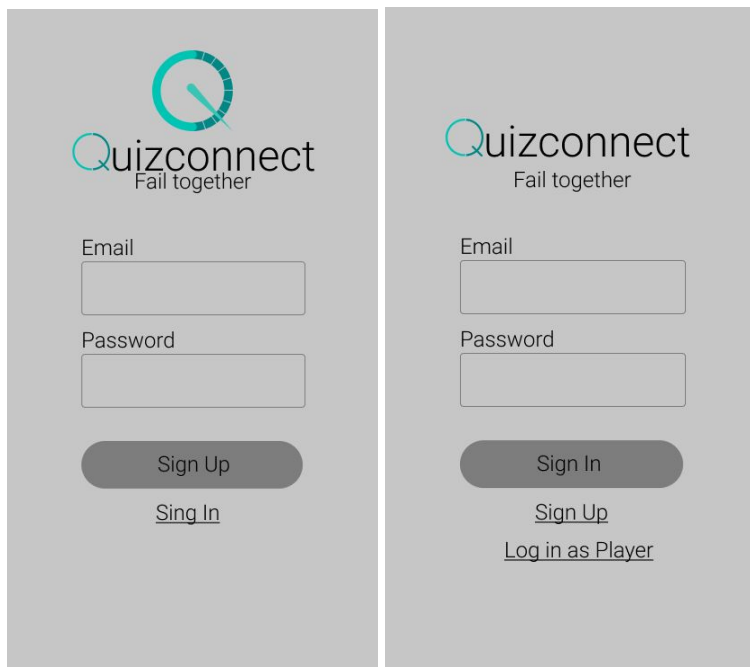 Quizconnect
Fail together
Email
Password
Sign Up
Sing In
Quizconnect
Fail together
Email
Password
Sign In
Sign Up
Log in as Player